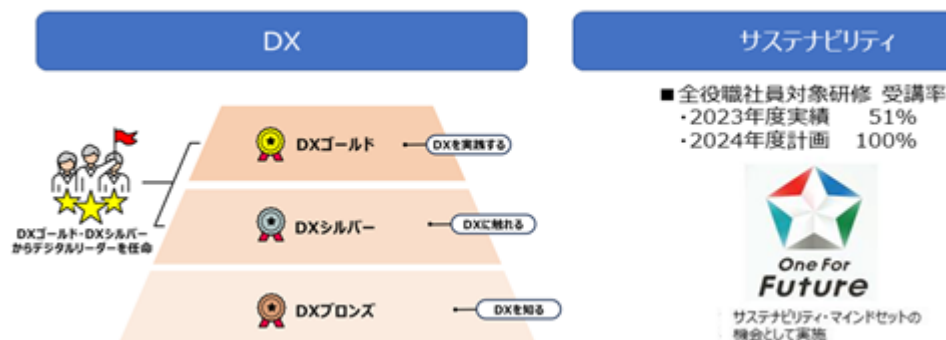 DX
DXゴールド
DXを実践する
DXシルバー
DXに触れる
DXゴールド・DXシルバー
からデジタルリーダーを任命
DXブロンズ
DXを知る
サステナビリティ
■全役職社員対象研修 受講率
・2023年度実績 51%
・2024年度計画 100%
One For
Future
サステナビリティ・マインドセットの
機会として実施